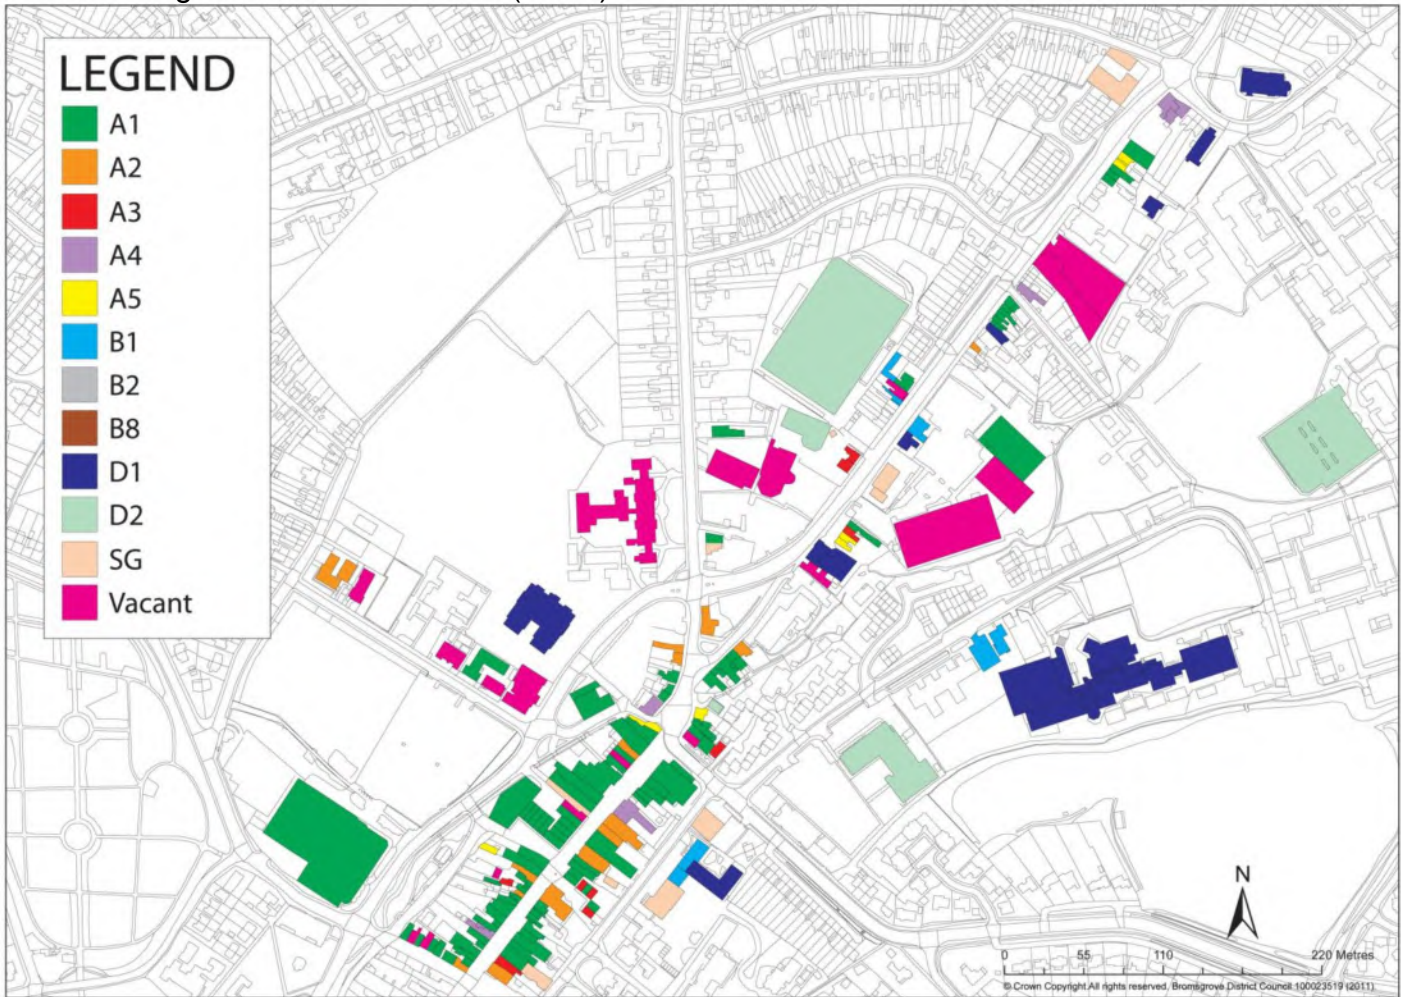 LEGEND
A1
A2
A3
A4
A5
B1
B2
B8
D1
D2
SG
Vacant
N
0 55 110 220 Metres
© Crown Copyright.All rights reserved. Bromsgrove District Council 100023519 (2011)